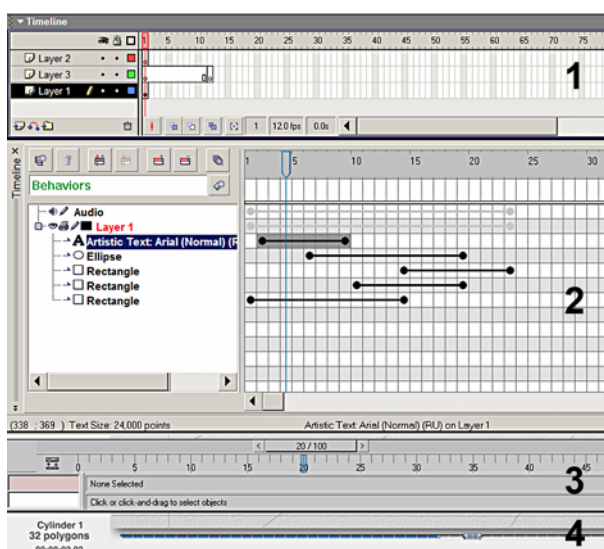 Timeline
1 5 10 15 20 25 30 35 40 45 50 55 60 65 70 75
Layer 2
Layer 3
Layer 1
1
1 12.0 fps 0.0s
Timeline
1 5 10 15 20 25 30
Behaviors
Audio
Layer 1
A Artistic Text: Arial (Normal) (R
Ellipse
Rectangle
Rectangle
Rectangle
2
(338 ; 369 ) Text Size: 24,000 points Artistic Text: Arial (Normal) (RU) on Layer 1
< 20 / 100 >
0 5 10 15 20 25 30 35 40 45
None Selected
3
Click or click-and-drag to select objects
Cylinder 1
32 polygons
4